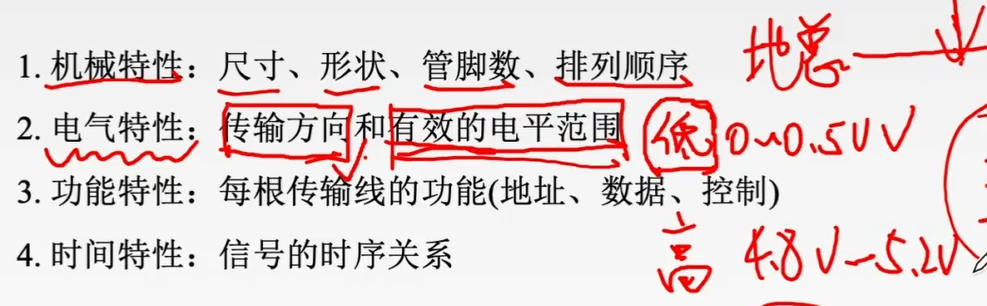 地总
1. 机械特性：尺寸、形状、管脚数、排列顺序
2. 电气特性：传输方向和有效的电平范围 低 0~0.5V V
3. 功能特性：每根传输线的功能(地址、数据、控制)
高 4.8V~5.2V
4. 时间特性：信号的时序关系